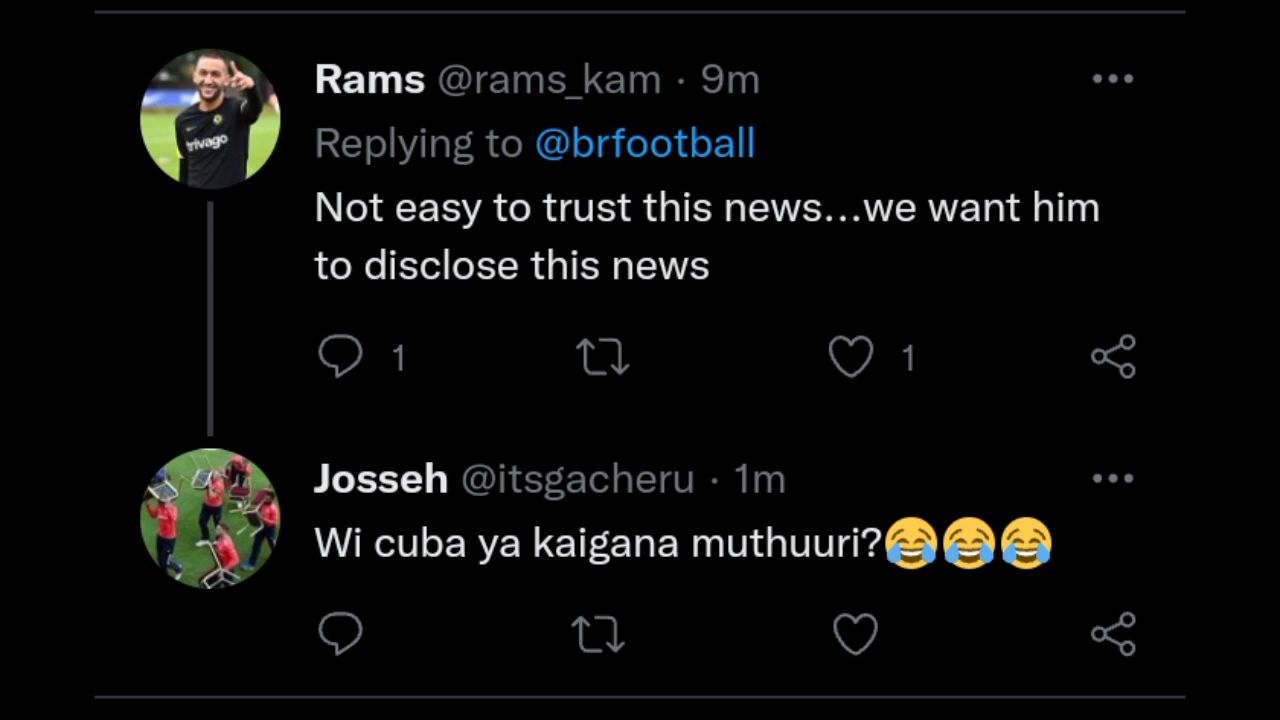 Rams @rams_kam · 9m
Replying to @brfootball
Not easy to trust this news...we want him
to disclose this news
1 1
Josseh @itsgacheru · 1m
Wi cuba ya kaigana muthuuri?😂😂😂
trivago